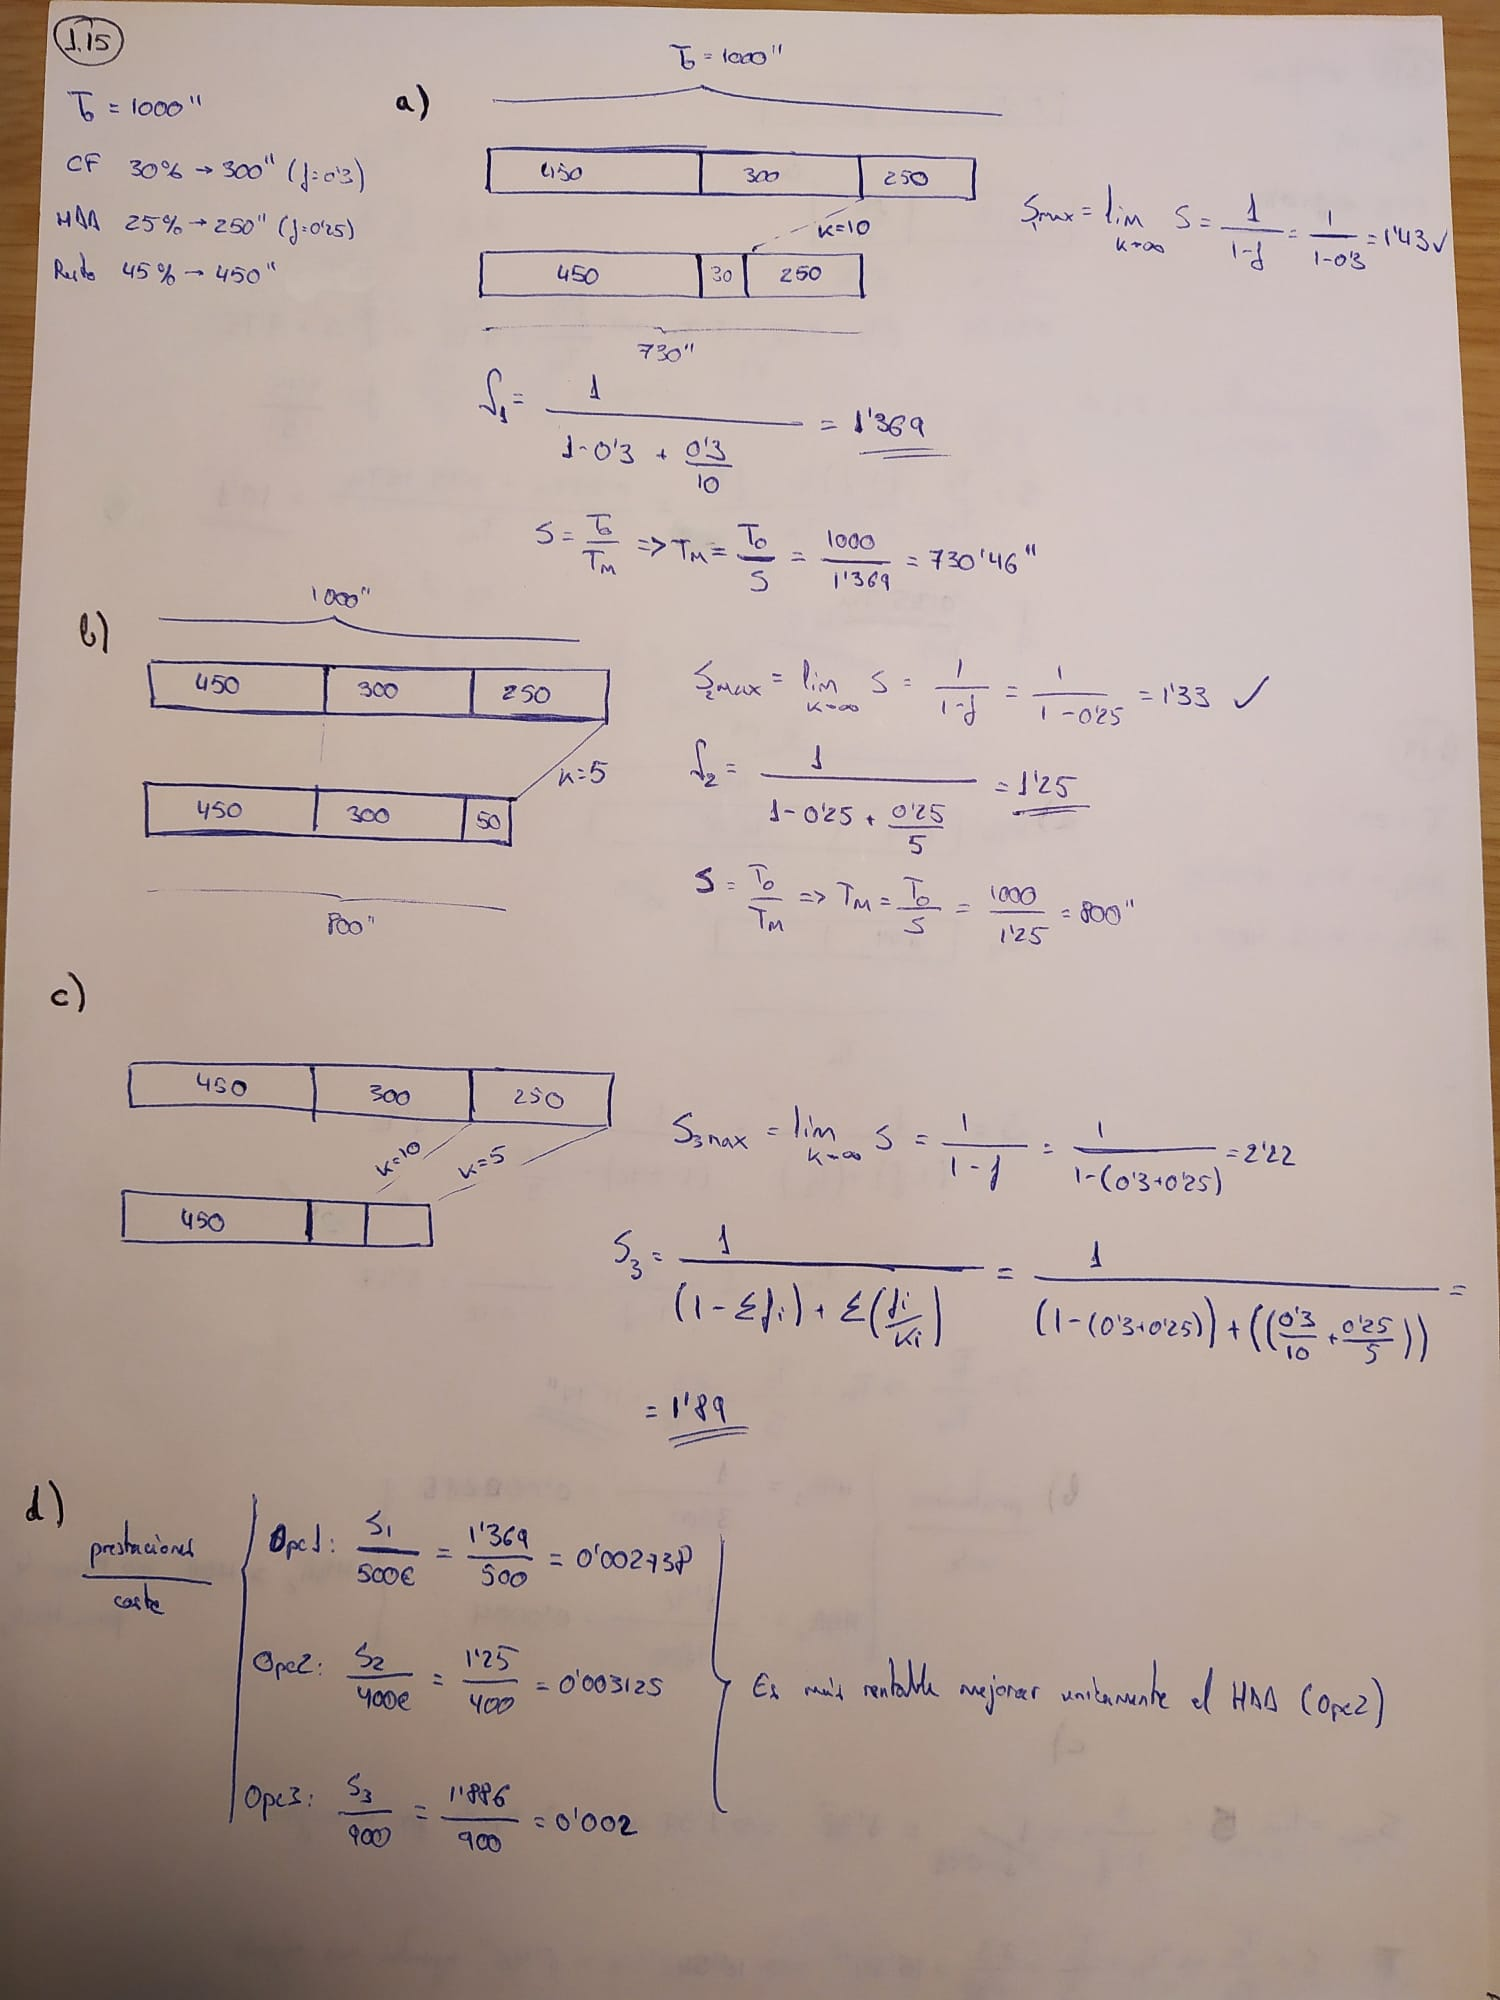 1.15
T₀ = 1000"
CF 30% → 300" (f=0'3)
HDD 25% → 250" (f=0'25)
Resto 45% → 450"
a)
T₀ = 1000"
450 300 250
k=10
450 30 250
730"
S₁max = lim k→∞ S = 1/(1-f) = 1/(1-0'3) = 1'43 ✓
S₁ = 1/(1-0'3 + 0'3/10) = 1'369
S = T₀/TM => TM = T₀/S = 1000/1'369 = 730'46"
b)
1000"
450 300 250
k=5
450 300 50
800"
S₂max = lim k→∞ S = 1/(1-f) = 1/(1-0'25) = 1'33 ✓
S₂ = 1/(1-0'25 + 0'25/5) = 1'25
S = T₀/TM => TM = T₀/S = 1000/1'25 = 800"
c)
450 300 250
k=10 k=5
450
S₃max = lim k→∞ S = 1/(1-f) = 1/(1-(0'3+0'25)) = 2'22
S₃ = 1/((1-Σfi) + Σ(fi/ki)) = 1/((1-(0'3+0'25)) + ((0'3/10 + 0'25/5))) =
= 1'89
d)
prestaciones/coste
Opc1: S₁/500€ = 1'369/500 = 0'002738
Opc2: S₂/400€ = 1'25/400 = 0'003125
Opc3: S₃/900 = 1'886/900 = 0'002
Es más rentable mejorar unicamente el HDD (Opc2)